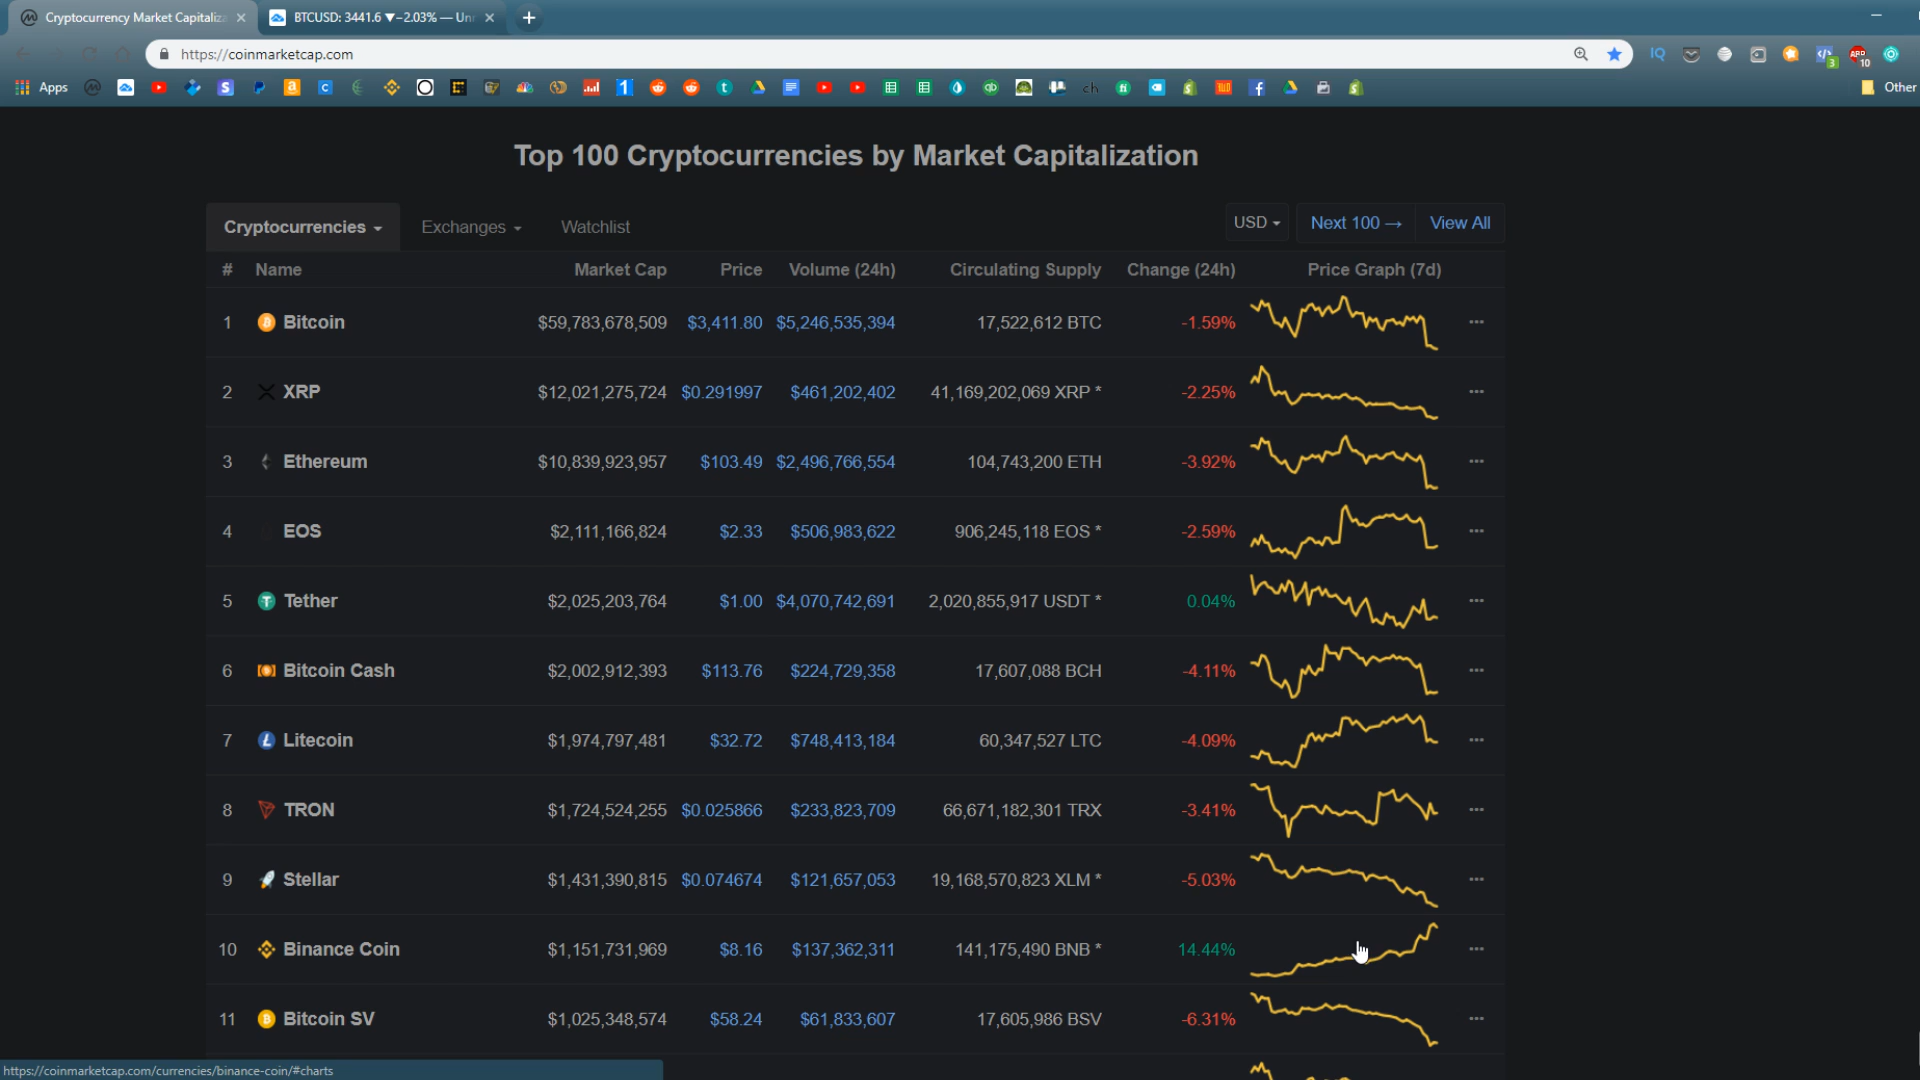 Cryptocurrency Market Capitaliz
BTCUSD: 3441.6 ▼−2.03% — Un
https://coinmarketcap.com
Apps
Other
Top 100 Cryptocurrencies by Market Capitalization
Cryptocurrencies Exchanges Watchlist USD Next 100 → View All
# Name Market Cap Price Volume (24h) Circulating Supply Change (24h) Price Graph (7d)
1 Bitcoin $59,783,678,509 $3,411.80 $5,246,535,394 17,522,612 BTC -1.59%
2 XRP $12,021,275,724 $0.291997 $461,202,402 41,169,202,069 XRP * -2.25%
3 Ethereum $10,839,923,957 $103.49 $2,496,766,554 104,743,200 ETH -3.92%
4 EOS $2,111,166,824 $2.33 $506,983,622 906,245,118 EOS * -2.59%
5 Tether $2,025,203,764 $1.00 $4,070,742,691 2,020,855,917 USDT * 0.04%
6 Bitcoin Cash $2,002,912,393 $113.76 $224,729,358 17,607,088 BCH -4.11%
7 Litecoin $1,974,797,481 $32.72 $748,413,184 60,347,527 LTC -4.09%
8 TRON $1,724,524,255 $0.025866 $233,823,709 66,671,182,301 TRX -3.41%
9 Stellar $1,431,390,815 $0.074674 $121,657,053 19,168,570,823 XLM * -5.03%
10 Binance Coin $1,151,731,969 $8.16 $137,362,311 141,175,490 BNB * 14.44%
11 Bitcoin SV $1,025,348,574 $58.24 $61,833,607 17,605,986 BSV -6.31%
https://coinmarketcap.com/currencies/binance-coin/#charts